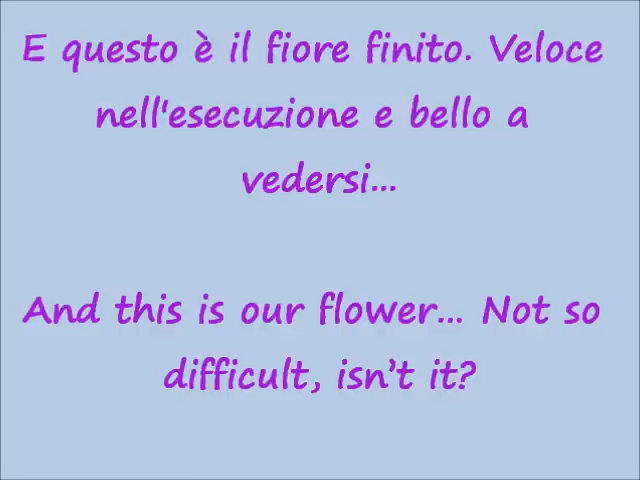 E questo è il fiore finito. Veloce
nell'esecuzione e bello a
vedersi...
And this is our flower... Not so
difficult, isn’t it?